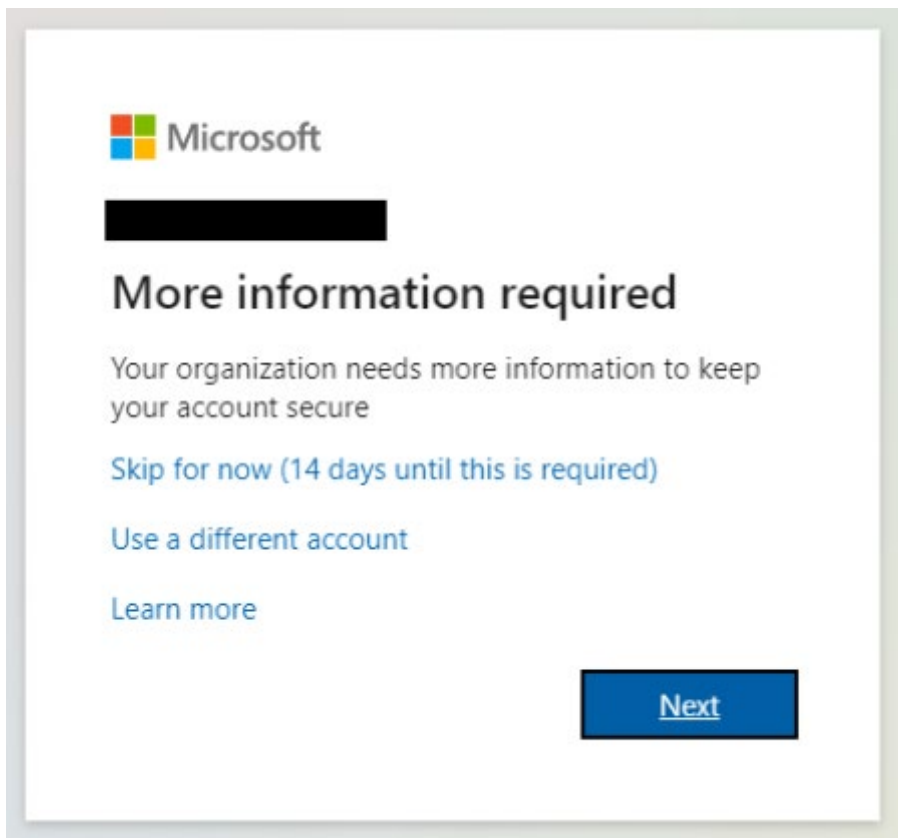 Microsoft
More information required
Your organization needs more information to keep
your account secure
Skip for now (14 days until this is required)
Use a different account
Learn more
Next